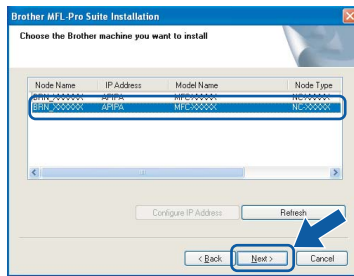 Brother MFL-Pro Suite Installation
Choose the Brother machine you want to install
Node Name IP Address Model Name Node Type
BRN_XXXXXX APIPA MFC-XXXXX NC-XXXXX
BRN_XXXXXX APIPA MFC-XXXXX NC-XXXXX
Configure IP Address Refresh
< Back Next > Cancel